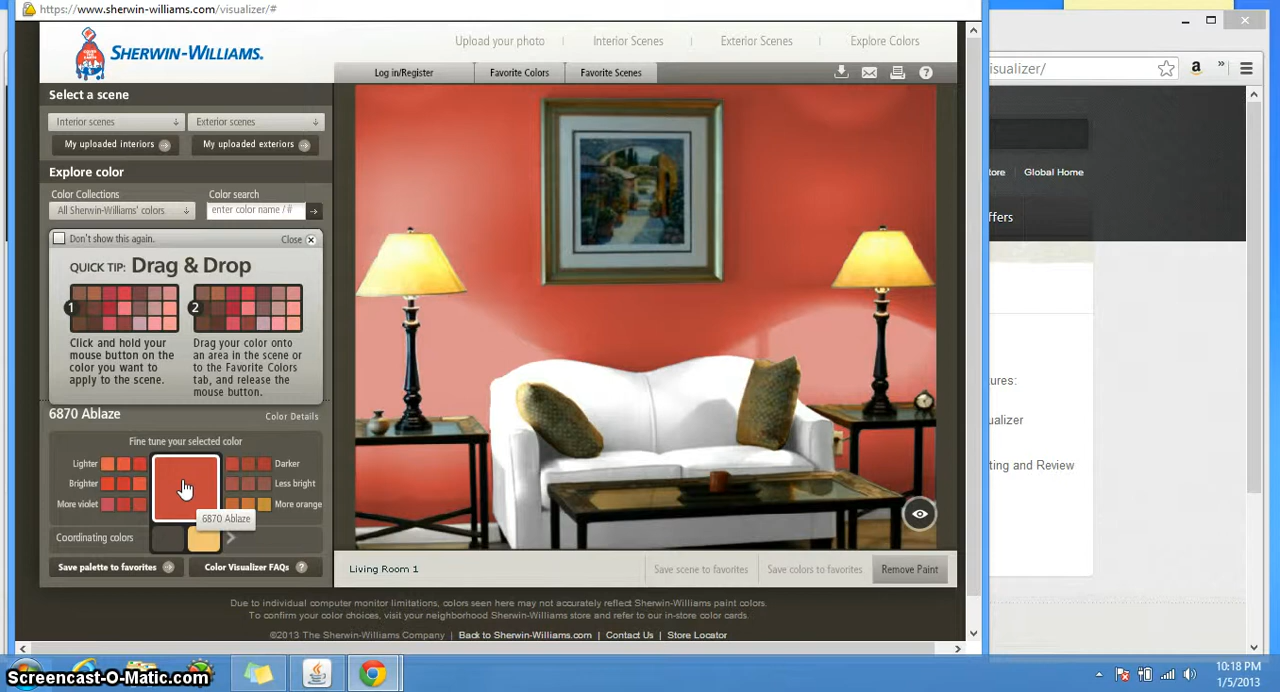 https://www.sherwin-williams.com/visualizer/#
SHERWIN-WILLIAMS.
Upload your photo | Interior Scenes | Exterior Scenes | Explore Colors
Log in/Register
Favorite Colors
Favorite Scenes
?
Select a scene
Interior scenes
Exterior scenes
My uploaded interiors
My uploaded exteriors
Explore color
Color Collections
Color search
All Sherwin-Williams' colors
enter color name / #
Don't show this again.
Close
QUICK TIP: Drag & Drop
1
2
Click and hold your
mouse button on the
color you want to
apply to the scene.
Drag your color onto
an area in the scene or
to the Favorite Colors
tab, and release the
mouse button.
6870 Ablaze
Color Details
Fine tune your selected color
Lighter
Darker
Brighter
Less bright
More violet
More orange
6870 Ablaze
Coordinating colors
Save palette to favorites
Color Visualizer FAQs ?
Living Room 1
Save scene to favorites
Save colors to favorites
Remove Paint
Due to individual computer monitor limitations, colors seen here may not accurately reflect Sherwin-Williams paint colors.
To confirm your color choices, visit your neighborhood Sherwin-Williams store and refer to our in-store color cards.
©2013 The Sherwin-Williams Company | Back to Sherwin-Williams.com | Contact Us | Store Locator
isualizer/
a
»
ore
Global Home
ffers
ures:
ualizer
ting and Review
Screencast-O-Matic.com
10:18 PM
1/5/2013